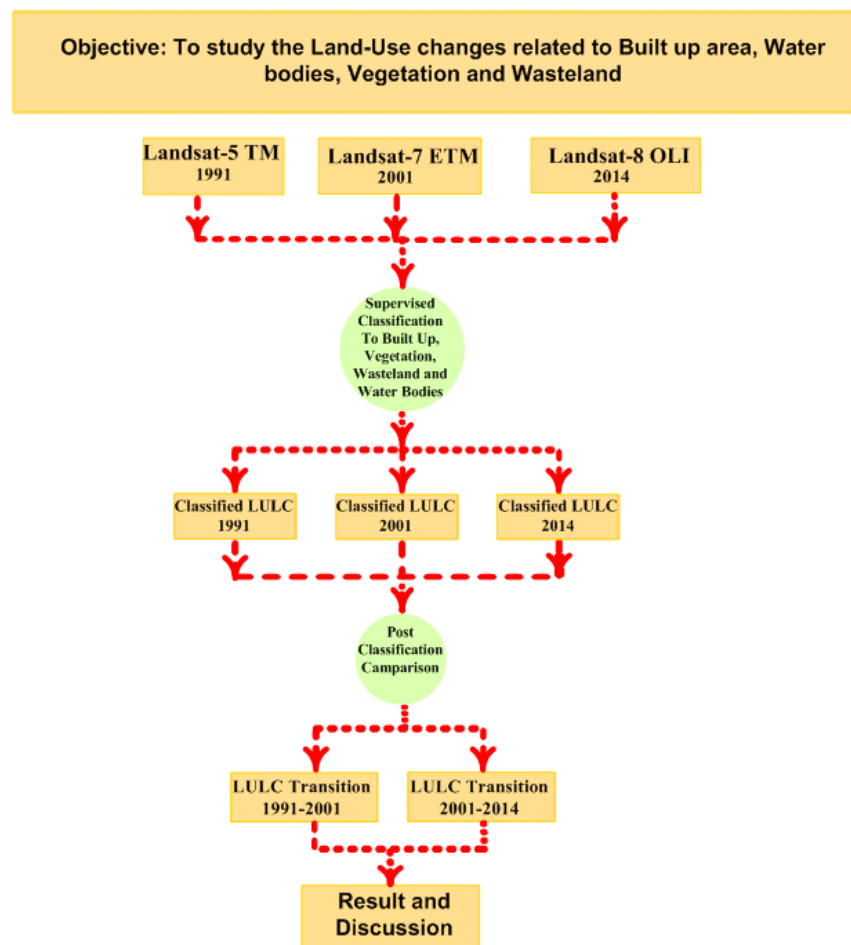 Objective: To study the Land-Use changes related to Built up area, Water
bodies, Vegetation and Wasteland
Landsat-5 TM
1991
Landsat-7 ETM
2001
Landsat-8 OLI
2014
Supervised
Classification
To Built Up,
Vegetation,
Wasteland and
Water Bodies
Classified LULC
1991
Classified LULC
2001
Classified LULC
2014
Post
Classification
Camparison
LULC Transition
1991-2001
LULC Transition
2001-2014
Result and
Discussion